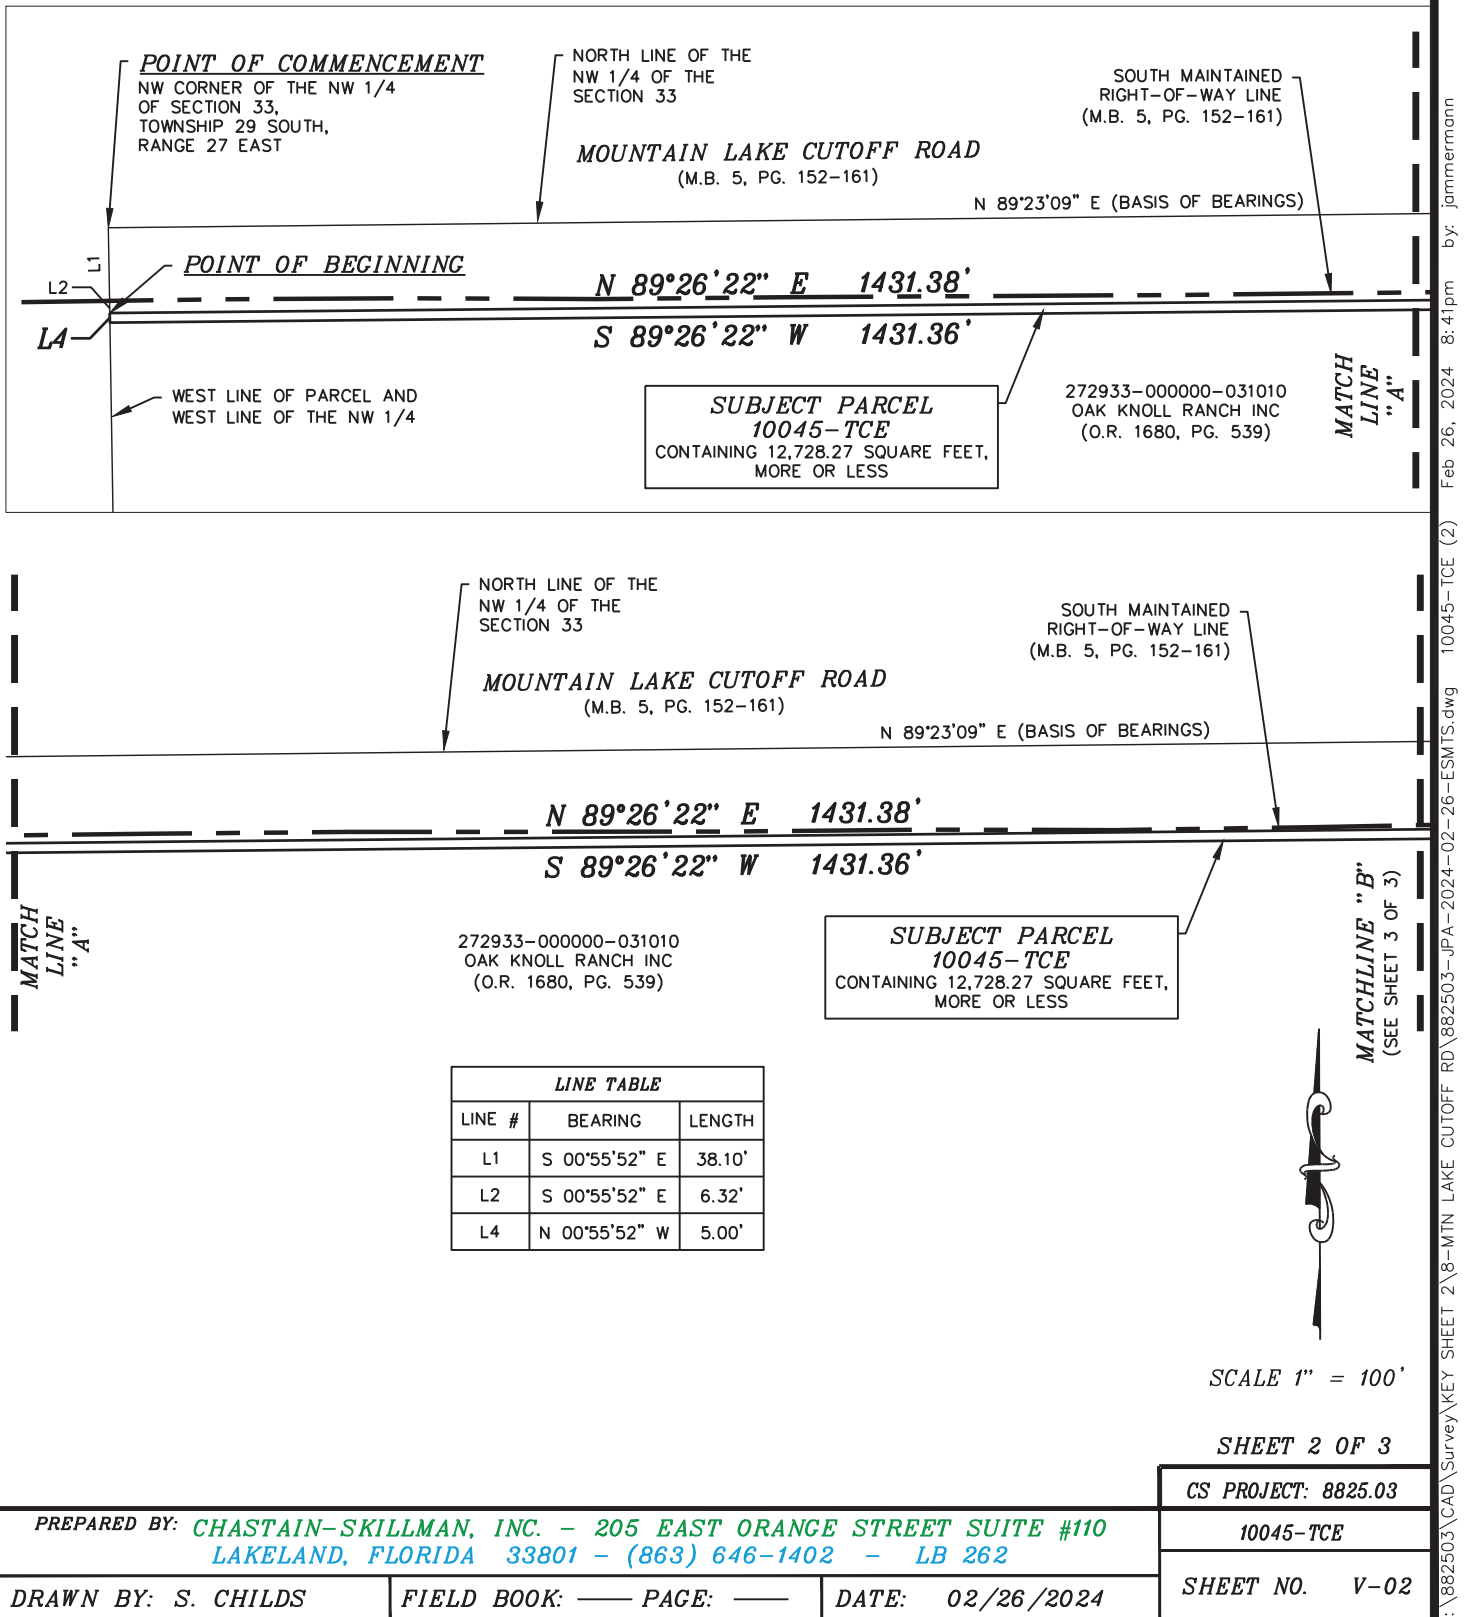 POINT OF COMMENCEMENT
NW CORNER OF THE NW 1/4
OF SECTION 33,
TOWNSHIP 29 SOUTH,
RANGE 27 EAST
NORTH LINE OF THE
NW 1/4 OF THE
SECTION 33
SOUTH MAINTAINED
RIGHT-OF-WAY LINE
(M.B. 5, PG. 152-161)
MOUNTAIN LAKE CUTOFF ROAD
(M.B. 5, PG. 152-161)
N 89°23'09" E (BASIS OF BEARINGS)
L1
L2
POINT OF BEGINNING
N 89°26'22" E 1431.38'
L4
S 89°26'22" W 1431.36'
WEST LINE OF PARCEL AND
WEST LINE OF THE NW 1/4
SUBJECT PARCEL
10045-TCE
CONTAINING 12,728.27 SQUARE FEET,
MORE OR LESS
272933-000000-031010
OAK KNOLL RANCH INC
(O.R. 1680, PG. 539)
MATCH
LINE
"A"
NORTH LINE OF THE
NW 1/4 OF THE
SECTION 33
SOUTH MAINTAINED
RIGHT-OF-WAY LINE
(M.B. 5, PG. 152-161)
MOUNTAIN LAKE CUTOFF ROAD
(M.B. 5, PG. 152-161)
N 89°23'09" E (BASIS OF BEARINGS)
N 89°26'22" E 1431.38'
S 89°26'22" W 1431.36'
MATCH
LINE
"A"
272933-000000-031010
OAK KNOLL RANCH INC
(O.R. 1680, PG. 539)
SUBJECT PARCEL
10045-TCE
CONTAINING 12,728.27 SQUARE FEET,
MORE OR LESS
MATCHLINE "B"
(SEE SHEET 3 OF 3)
LINE TABLE
LINE # BEARING LENGTH
L1 S 00°55'52" E 38.10'
L2 S 00°55'52" E 6.32'
L4 N 00°55'52" W 5.00'
SCALE 1" = 100'
SHEET 2 OF 3
CS PROJECT: 8825.03
10045-TCE
SHEET NO. V-02
PREPARED BY: CHASTAIN-SKILLMAN, INC. - 205 EAST ORANGE STREET SUITE #110
LAKELAND, FLORIDA 33801 - (863) 646-1402 - LB 262
DRAWN BY: S. CHILDS FIELD BOOK: PAGE: DATE: 02/26/2024
:\882503\CAD\Survey\KEY SHEET 2\8-MTN LAKE CUTOFF RD\882503-JPA-2024-02-26-ESMTS.dwg 10045-TCE (2) Feb 26, 2024 8:41pm by: jammermann